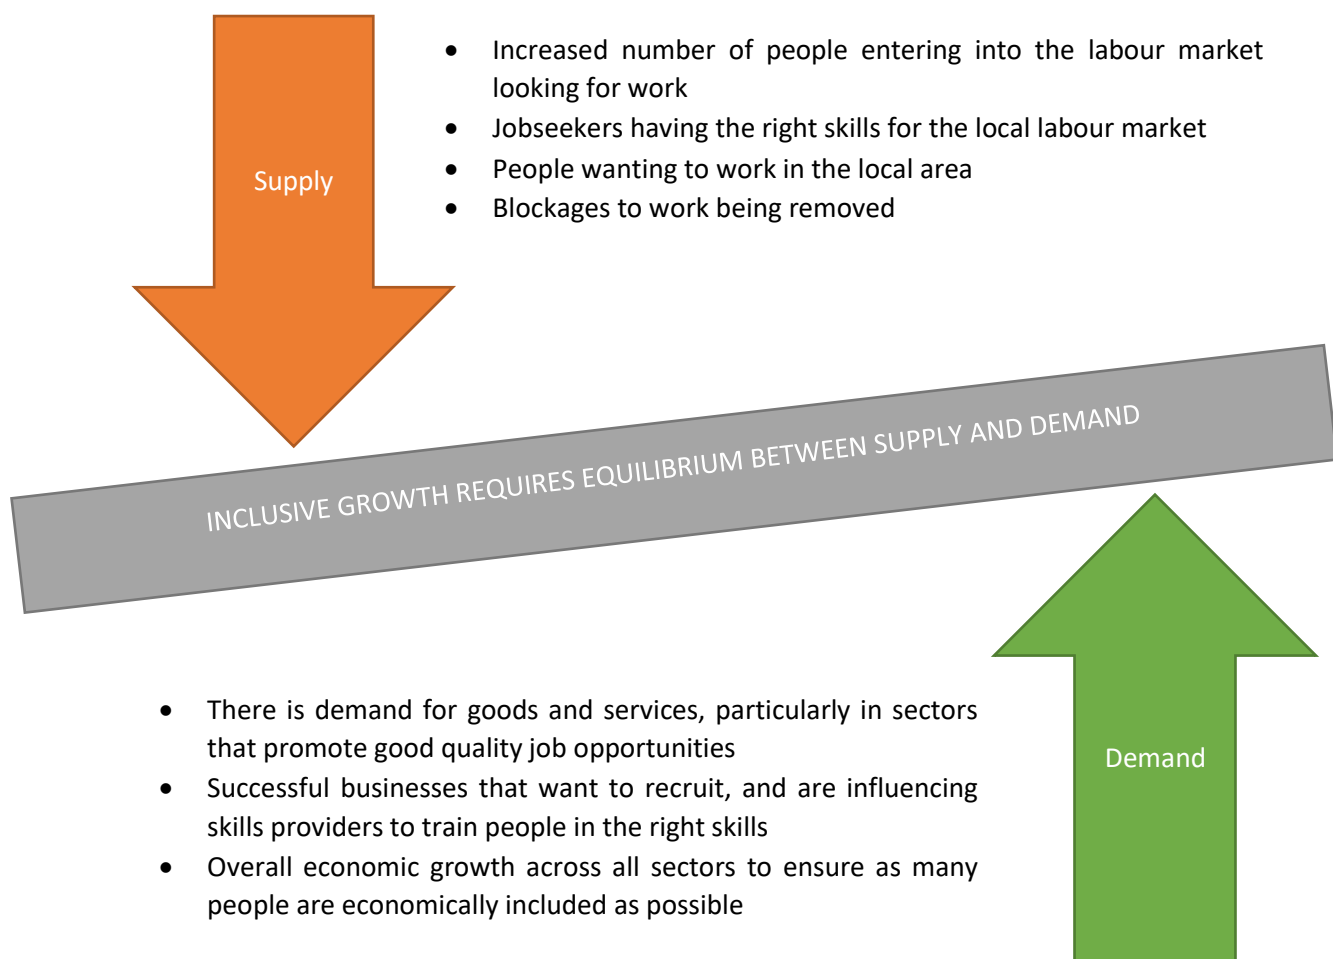 • Increased number of people entering into the labour market
looking for work
• Jobseekers having the right skills for the local labour market
Supply
• People wanting to work in the local area
• Blockages to work being removed
INCLUSIVE GROWTH REQUIRES EQUILIBRIUM BETWEEN SUPPLY AND DEMAND
• There is demand for goods and services, particularly in sectors
that promote good quality job opportunities
Demand
• Successful businesses that want to recruit, and are influencing
skills providers to train people in the right skills
• Overall economic growth across all sectors to ensure as many
people are economically included as possible